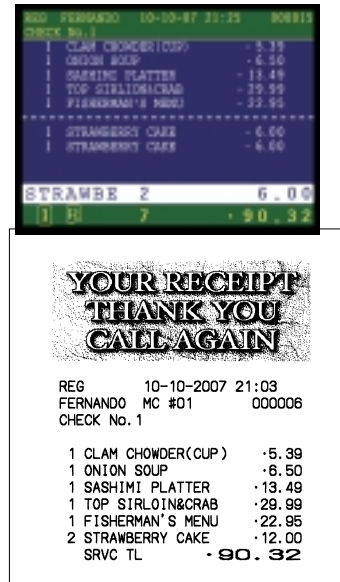 REG FERNANDO 10-10-07 21:25 000015
CHECK No.1
1 CLAM CHOWDER(CUP) ·5.39
1 ONION SOUP ·6.50
1 SASHIMI PLATTER ·13.49
1 TOP SIRLION&CRAB ·29.99
1 FISHERMAN'S MENU ·22.95
1 STRAWBERRY CAKE ·6.00
1 STRAWBERRY CAKE ·6.00
STRAWBE 2 6.00
1 7 ·90.32
YOUR RECEIPT
THANK YOU
CALL AGAIN
REG 10-10-2007 21:03
FERNANDO MC #01 000006
CHECK No.1
1 CLAM CHOWDER(CUP) ·5.39
1 ONION SOUP ·6.50
1 SASHIMI PLATTER ·13.49
1 TOP SIRLOIN&CRAB ·29.99
1 FISHERMAN'S MENU ·22.95
2 STRAWBERRY CAKE ·12.00
SRVC TL ·90.32